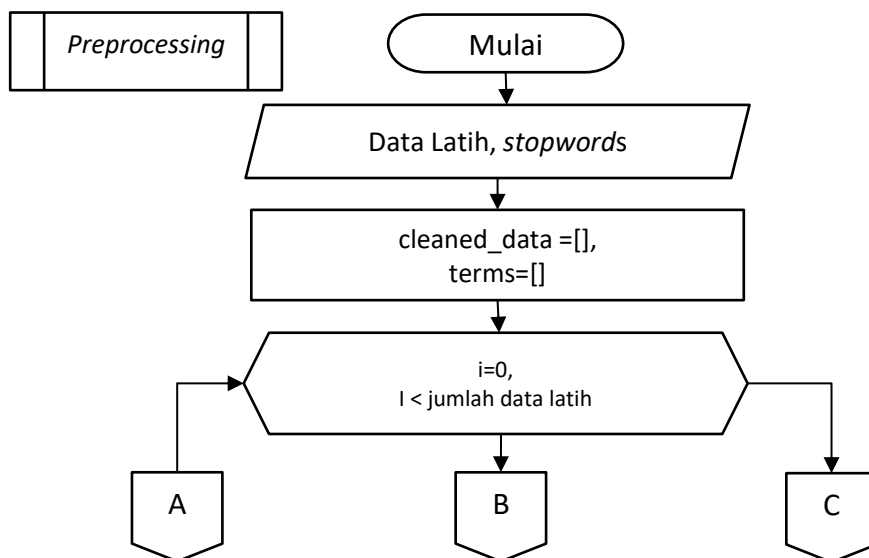 Preprocessing
Mulai
Data Latih, stopwords
cleaned_data =[],
terms=[]
i=0,
I < jumlah data latih
A
B
C